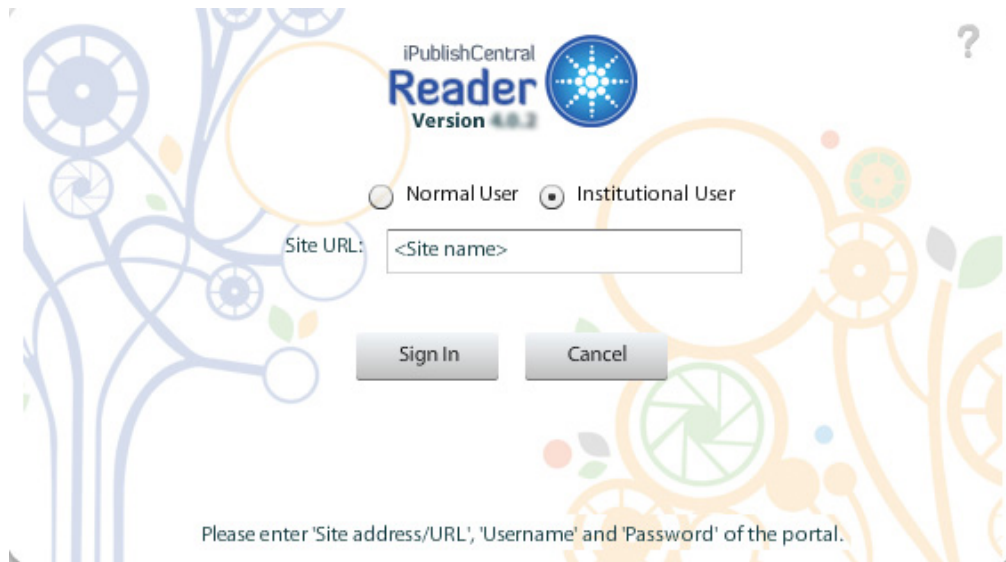 ?
iPublishCentral
Reader
Version
Normal User Institutional User
Site URL: <Site name>
Sign In Cancel
Please enter 'Site address/URL', 'Username' and 'Password' of the portal.